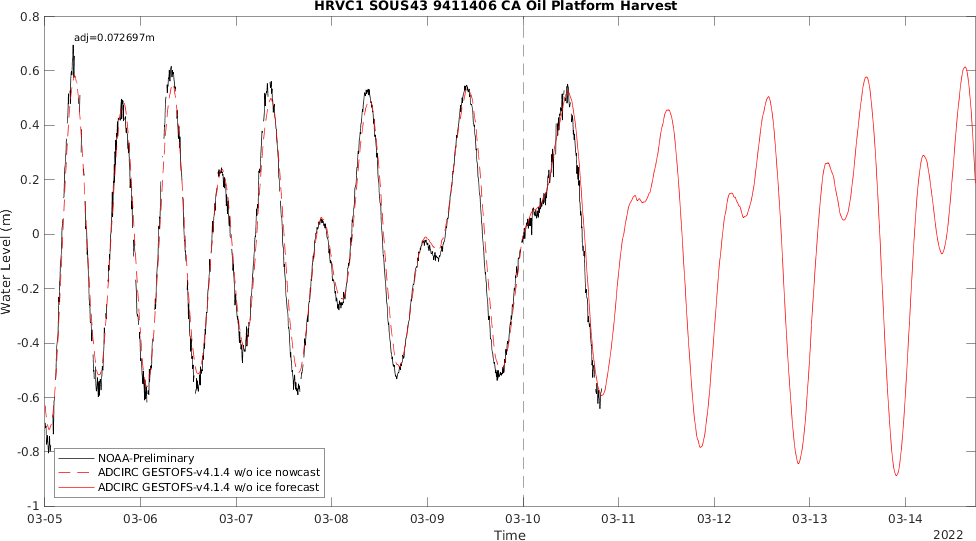 HRVC1 SOUS43 9411406 CA Oil Platform Harvest
adj=0.072697m
0.8
0.6
0.4
0.2
0
-0.2
-0.4
-0.6
-0.8
-1
Water Level (m)
NOAA-Preliminary
ADCIRC GESTOFS-v4.1.4 w/o ice nowcast
ADCIRC GESTOFS-v4.1.4 w/o ice forecast
03-05 03-06 03-07 03-08 03-09 03-10 03-11 03-12 03-13 03-14
Time
2022